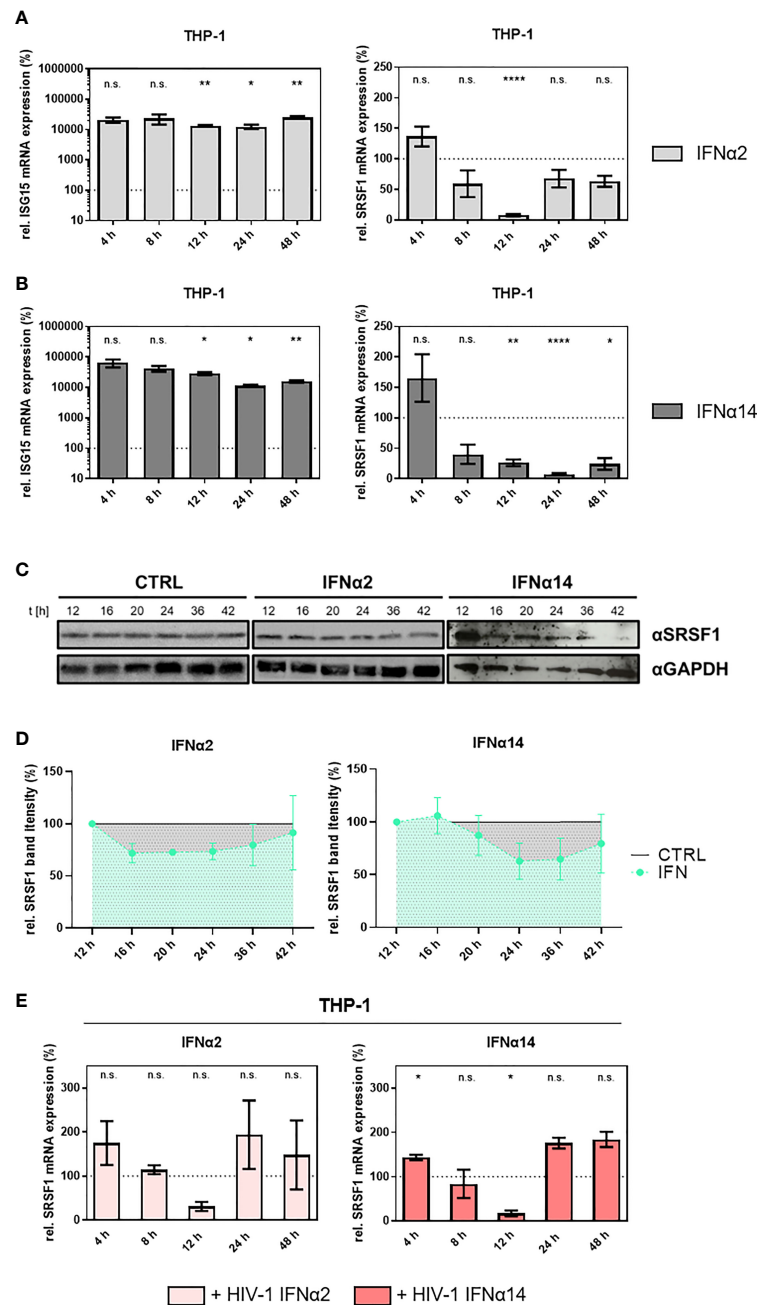 A
THP-1
THP-1
rel. ISG15 mRNA expression (%)
1000000
100000
10000
1000
100
10
n.s. n.s. ** * **
4 h 8 h 12 h 24 h 48 h
rel. SRSF1 mRNA expression (%)
250
200
150
100
50
0
n.s. n.s. **** n.s. n.s.
4 h 8 h 12 h 24 h 48 h
IFNα2
B
THP-1
THP-1
rel. ISG15 mRNA expression (%)
1000000
100000
10000
1000
100
10
n.s. n.s. * * **
4 h 8 h 12 h 24 h 48 h
rel. SRSF1 mRNA expression (%)
250
200
150
100
50
0
n.s. n.s. ** **** *
4 h 8 h 12 h 24 h 48 h
IFNα14
C
CTRL IFNα2 IFNα14
t [h] 12 16 20 24 36 42 12 16 20 24 36 42 12 16 20 24 36 42
αSRSF1
αGAPDH
D
IFNα2
IFNα14
rel. SRSF1 band itensity (%)
150
100
50
0
12 h 16 h 20 h 24 h 36 h 42 h
rel. SRSF1 band itensity (%)
150
100
50
0
12 h 16 h 20 h 24 h 36 h 42 h
CTRL
IFN
E
THP-1
IFNα2
IFNα14
rel. SRSF1 mRNA expression (%)
300
200
100
0
n.s. n.s. n.s. n.s. n.s.
4 h 8 h 12 h 24 h 48 h
rel. SRSF1 mRNA expression (%)
300
200
100
0
* n.s. * n.s. n.s.
4 h 8 h 12 h 24 h 48 h
+ HIV-1 IFNα2 + HIV-1 IFNα14